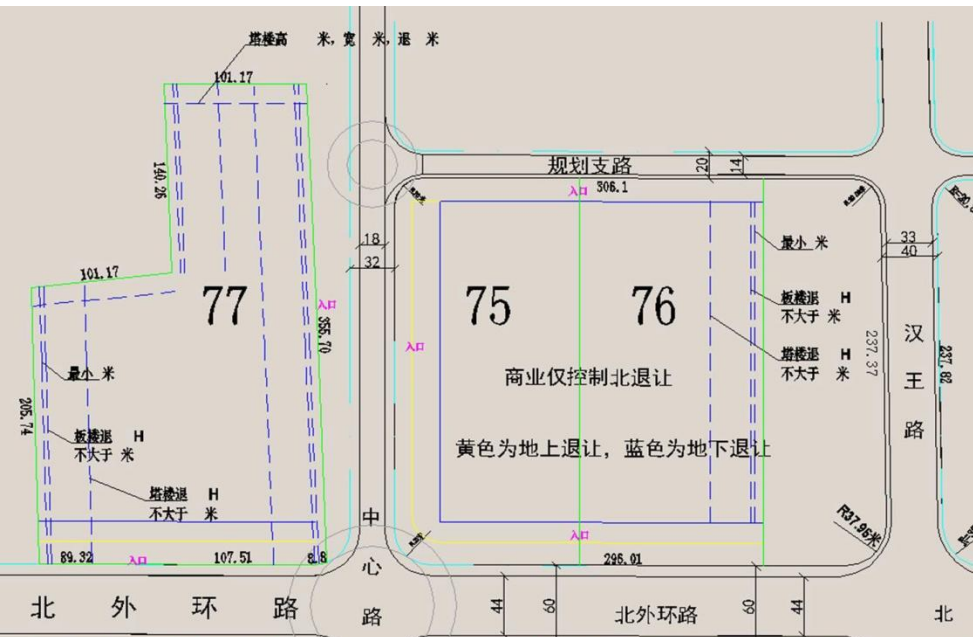 塔楼高 米，宽 米，退 米
101.17
140.26
101.17
77
入口
355.70
最小 米
205.74
板楼退 H
不大于 米
塔楼退 H
不大于 米
89.32
入口
107.51
8.8
北外环路
中心路
18
32
规划支路
20
14
入口
306.1
75
76
入口
最小 米
板楼退 H
不大于 米
塔楼退 H
不大于 米
商业仅控制北退让
黄色为地上退让，蓝色为地下退让
入口
295.01
44
60
北外环路
60
44
33
40
237.37
汉王路
237.82
R37.95米
北